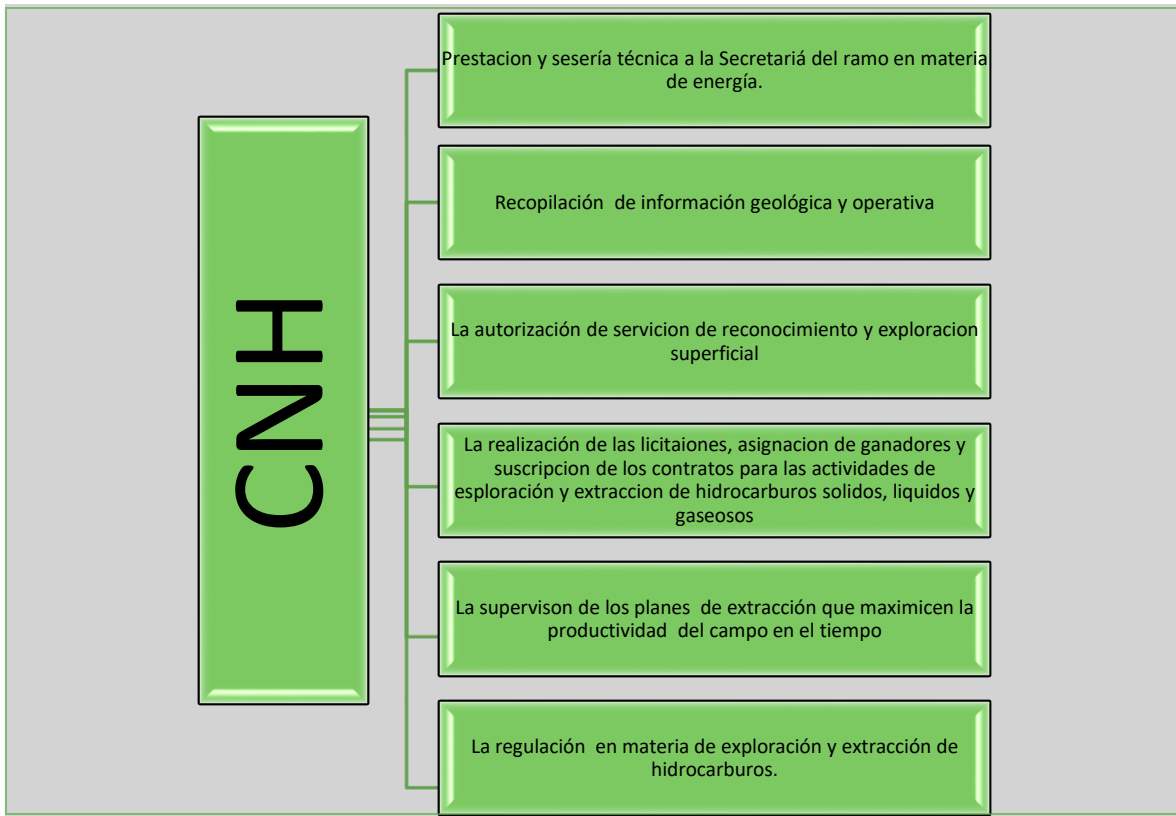 CNH
Prestacion y sesería técnica a la Secretariá del ramo en materia
de energía.
Recopilación de información geológica y operativa
La autorización de servicion de reconocimiento y exploracion
superficial
La realización de las licitaiones, asignacion de ganadores y
suscripcion de los contratos para las actividades de
esploración y extraccion de hidrocarburos solidos, liquidos y
gaseosos
La supervison de los planes de extracción que maximicen la
productividad del campo en el tiempo
La regulación en materia de exploración y extracción de
hidrocarburos.